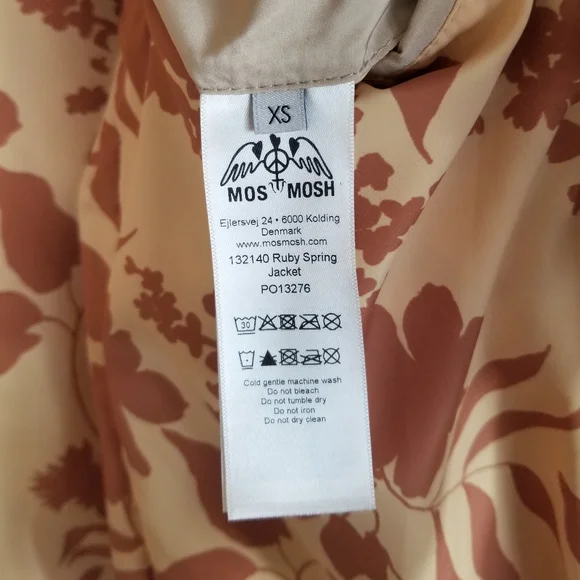 XS
MOS MOSH
Ejlersvej 24 • 6000 Kolding
Denmark
www.mosmosh.com
132140 Ruby Spring
Jacket
PO13276
30
Cold gentle machine wash
Do not bleach
Do not tumble dry
Do not iron
Do not dry clean